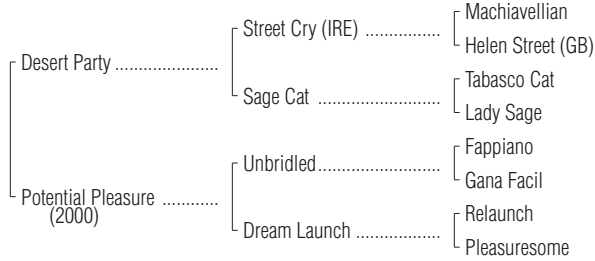 Machiavellian
Street Cry (IRE) ..................
Helen Street (GB)
Desert Party ........................
Tabasco Cat
Sage Cat ............................
Lady Sage
Fappiano
Unbridled............................
Gana Facil
Potential Pleasure .............
(2000)
Relaunch
Dream Launch ....................
Pleasuresome